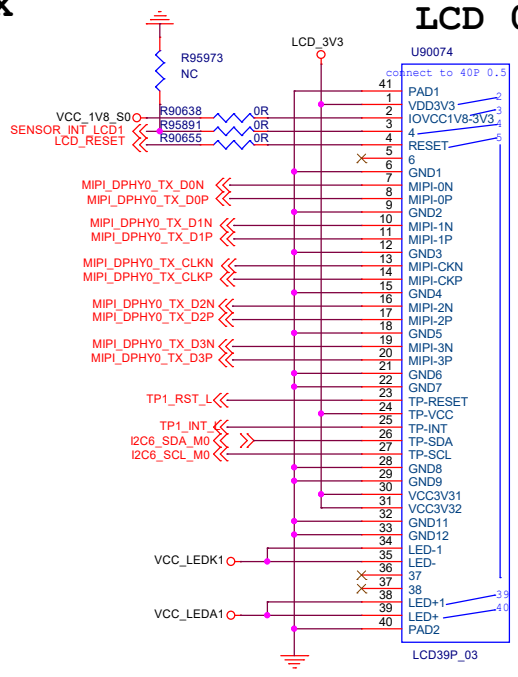 x
LCD 0
LCD_3V3
U90074
R95973
NC
connect to 40P 0.5
41 PAD1
1 VDD3V3 2
VCC_1V8_S0 R90638 0R 2 IOVCC1V8-3V3 3
SENSOR_INT_LCD1 R95891 0R 3 4 4
LCD_RESET R90655 0R 4 RESET 5
5 6
6 GND1
MIPI_DPHY0_TX_D0N 7 MIPI-0N
MIPI_DPHY0_TX_D0P 8 MIPI-0P
9 GND2
MIPI_DPHY0_TX_D1N 10 MIPI-1N
MIPI_DPHY0_TX_D1P 11 MIPI-1P
12 GND3
MIPI_DPHY0_TX_CLKN 13 MIPI-CKN
MIPI_DPHY0_TX_CLKP 14 MIPI-CKP
15 GND4
MIPI_DPHY0_TX_D2N 16 MIPI-2N
MIPI_DPHY0_TX_D2P 17 MIPI-2P
18 GND5
MIPI_DPHY0_TX_D3N 19 MIPI-3N
MIPI_DPHY0_TX_D3P 20 MIPI-3P
21 GND6
22 GND7
TP1_RST_L 23 TP-RESET
24 TP-VCC
TP1_INT_ 25 TP-INT
I2C6_SDA_M0 26 TP-SDA
I2C6_SCL_M0 27 TP-SCL
28 GND8
29 GND9
30 VCC3V31
31 VCC3V32
32 GND11
33 GND12
34 LED-1
VCC_LEDK1 35 LED-
36 37
37 38
38 LED+1 39
VCC_LEDA1 39 LED+ 40
40 PAD2
LCD39P_03